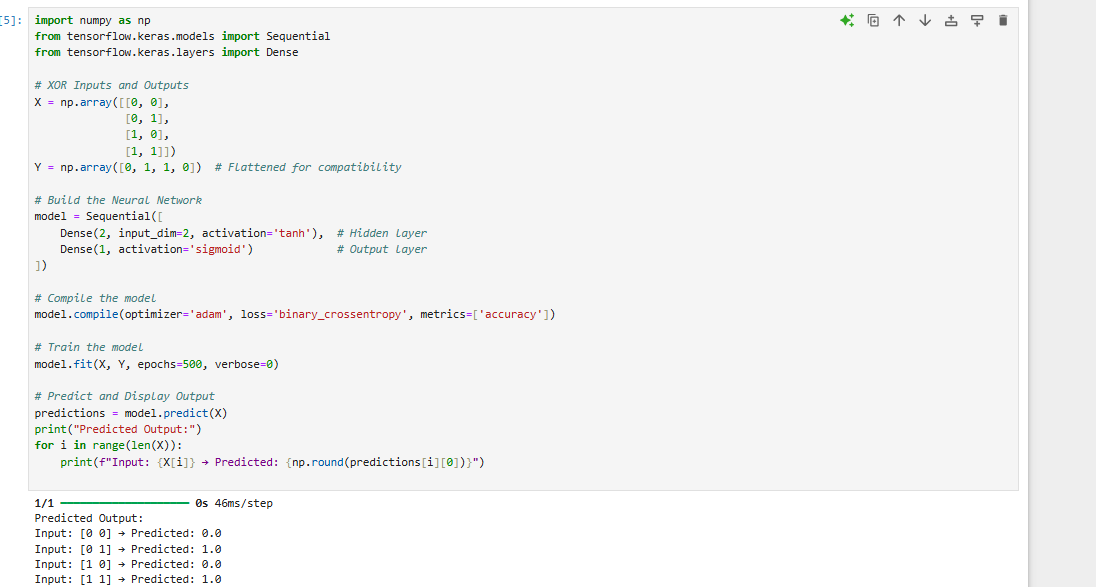 [5]:
import numpy as np
from tensorflow.keras.models import Sequential
from tensorflow.keras.layers import Dense
# XOR Inputs and Outputs
X = np.array([[0, 0],
              [0, 1],
              [1, 0],
              [1, 1]])
Y = np.array([0, 1, 1, 0])  # Flattened for compatibility
# Build the Neural Network
model = Sequential([
    Dense(2, input_dim=2, activation='tanh'),  # Hidden layer
    Dense(1, activation='sigmoid')             # Output layer
])
# Compile the model
model.compile(optimizer='adam', loss='binary_crossentropy', metrics=['accuracy'])
# Train the model
model.fit(X, Y, epochs=500, verbose=0)
# Predict and Display Output
predictions = model.predict(X)
print("Predicted Output:")
for i in range(len(X)):
    print(f"Input: {X[i]} → Predicted: {np.round(predictions[i][0])}")
1/1 ━━━━━━━━━━━━━━━━━━━━ 0s 46ms/step
Predicted Output:
Input: [0 0] → Predicted: 0.0
Input: [0 1] → Predicted: 1.0
Input: [1 0] → Predicted: 0.0
Input: [1 1] → Predicted: 1.0